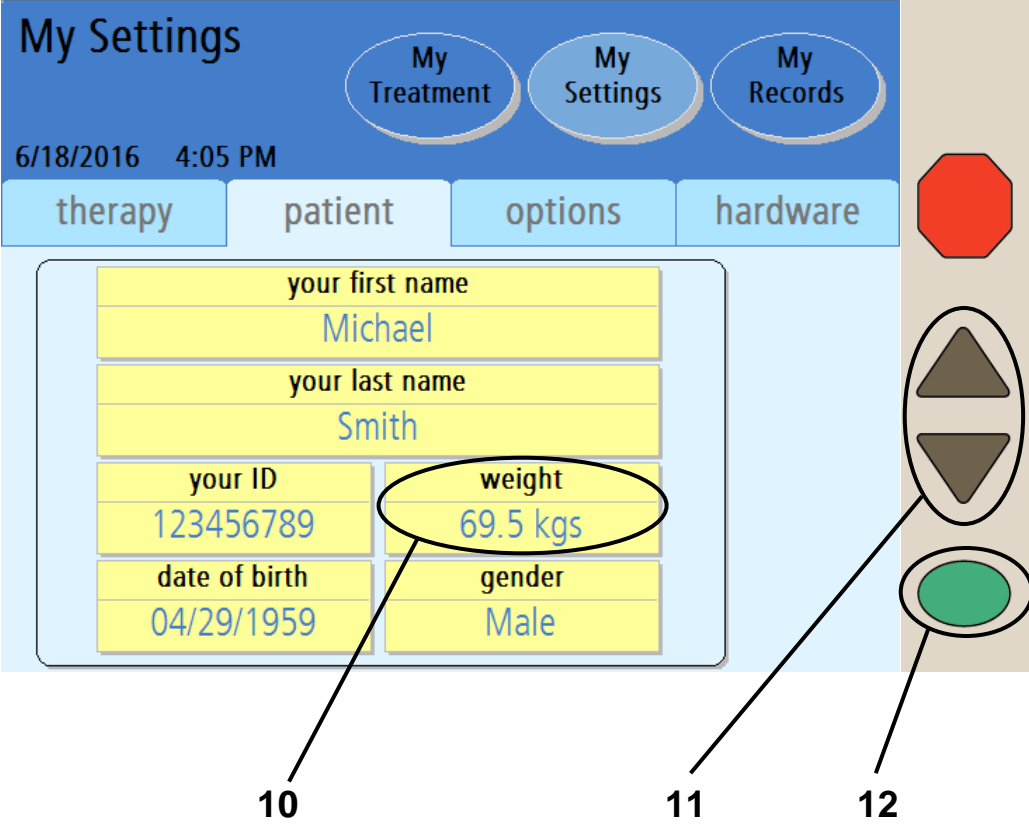 My Settings
My
Treatment
My
Settings
My
Records
6/18/2016 4:05 PM
therapy
patient
options
hardware
your first name
Michael
your last name
Smith
your ID
123456789
weight
69.5 kgs
date of birth
04/29/1959
gender
Male
10
11
12